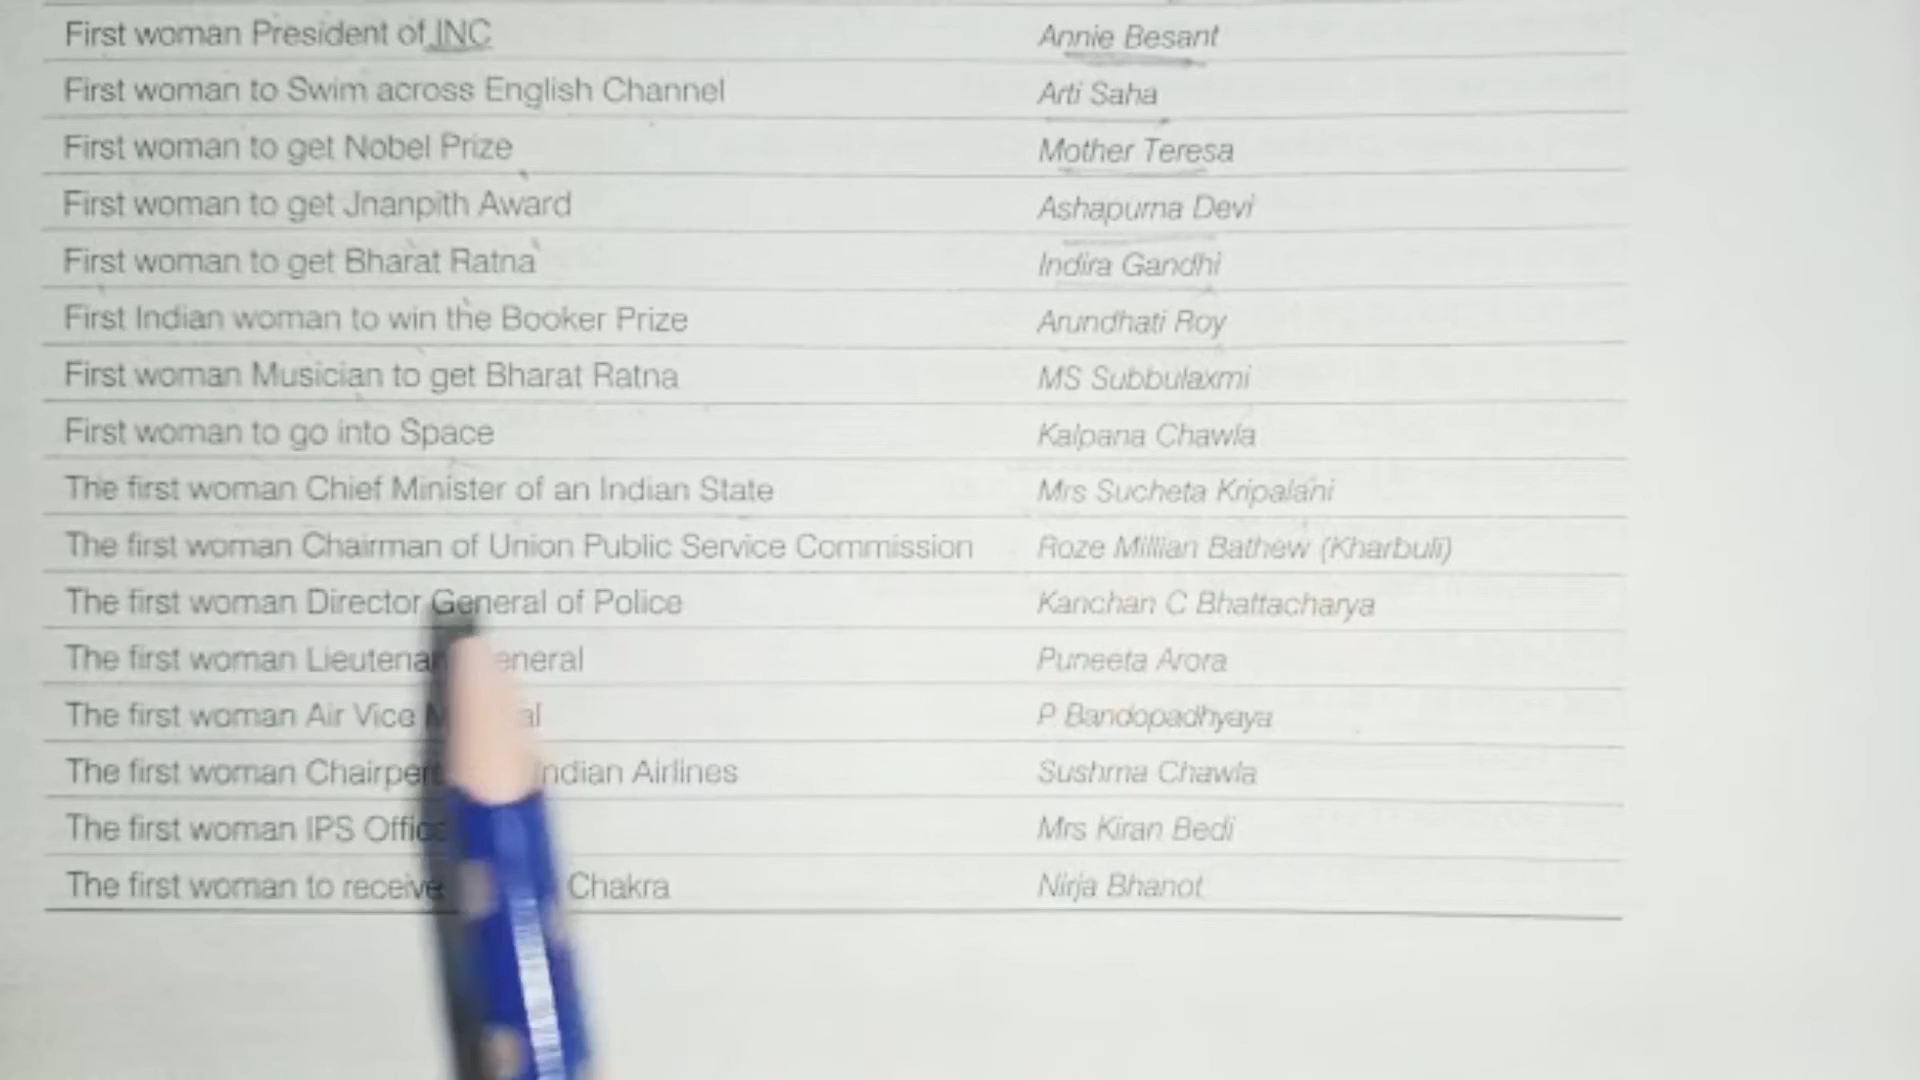 First woman President of INC Annie Besant
First woman to Swim across English Channel Arti Saha
First woman to get Nobel Prize Mother Teresa
First woman to get Jnanpith Award Ashapurna Devi
First woman to get Bharat Ratna Indira Gandhi
First Indian woman to win the Booker Prize Arundhati Roy
First woman Musician to get Bharat Ratna MS Subbulaxmi
First woman to go into Space Kalpana Chawla
The first woman Chief Minister of an Indian State Mrs Sucheta Kripalani
The first woman Chairman of Union Public Service Commission Roze Millian Bathew (Kharbuli)
The first woman Director General of Police Kanchan C Bhattacharya
The first woman Lieutenant General Puneeta Arora
The first woman Air Vice P Bandopadhyaya
The first woman Indian Airlines Sushma Chawla
The first woman IPS Officer Mrs Kiran Bedi
The first woman to receive Chakra Nirja Bhanot